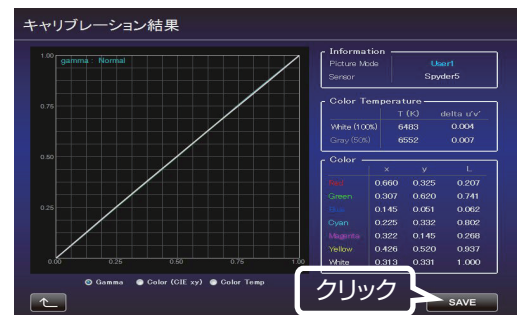 キャリブレーション結果
1.00
gamma : Normal
0.75
0.50
0.25
0.00 0.25 0.50 0.75 1.00
Gamma Color (CIE xy) Color Temp
Information
Picture Mode User1
Sensor Spyder5
Color Temperature
T (K) delta u'v'
White (100%) 6483 0.004
Gray (50%) 6552 0.007
Color
x y L
Red 0.660 0.325 0.207
Green 0.307 0.620 0.741
Blue 0.145 0.051 0.062
Cyan 0.225 0.332 0.802
Magenta 0.322 0.145 0.268
Yellow 0.426 0.520 0.937
White 0.313 0.331 1.000
クリック
SAVE